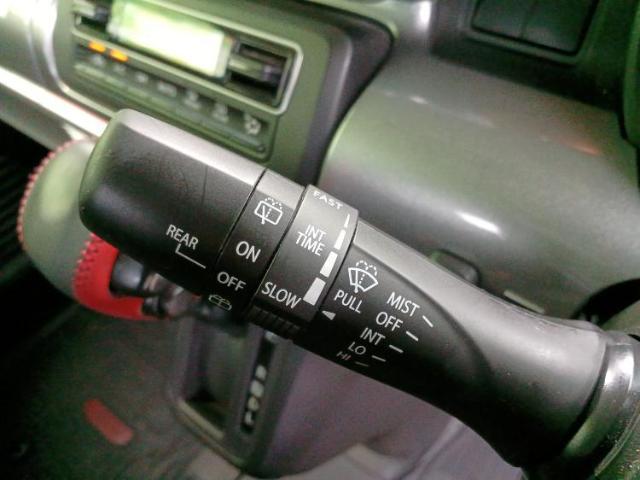 REAR
ON
OFF
FAST
INT
TIME
SLOW
PULL
MIST
OFF
INT
LO
HI